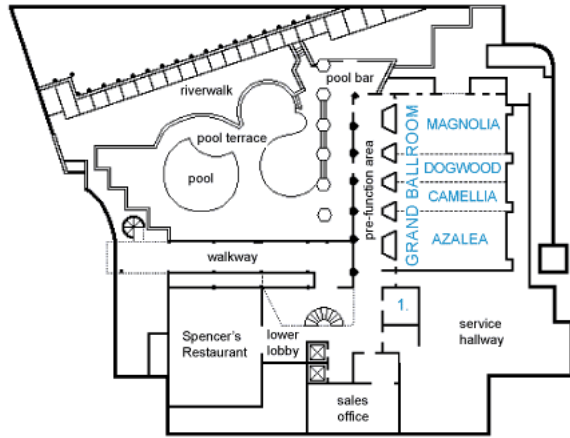 pool bar
riverwalk
MAGNOLIA
pool terrace
DOGWOOD
pool
CAMELLIA
pre-function area
GRAND BALLROOM
AZALEA
walkway
1.
service
hallway
Spencer's
Restaurant
lower
lobby
sales
office